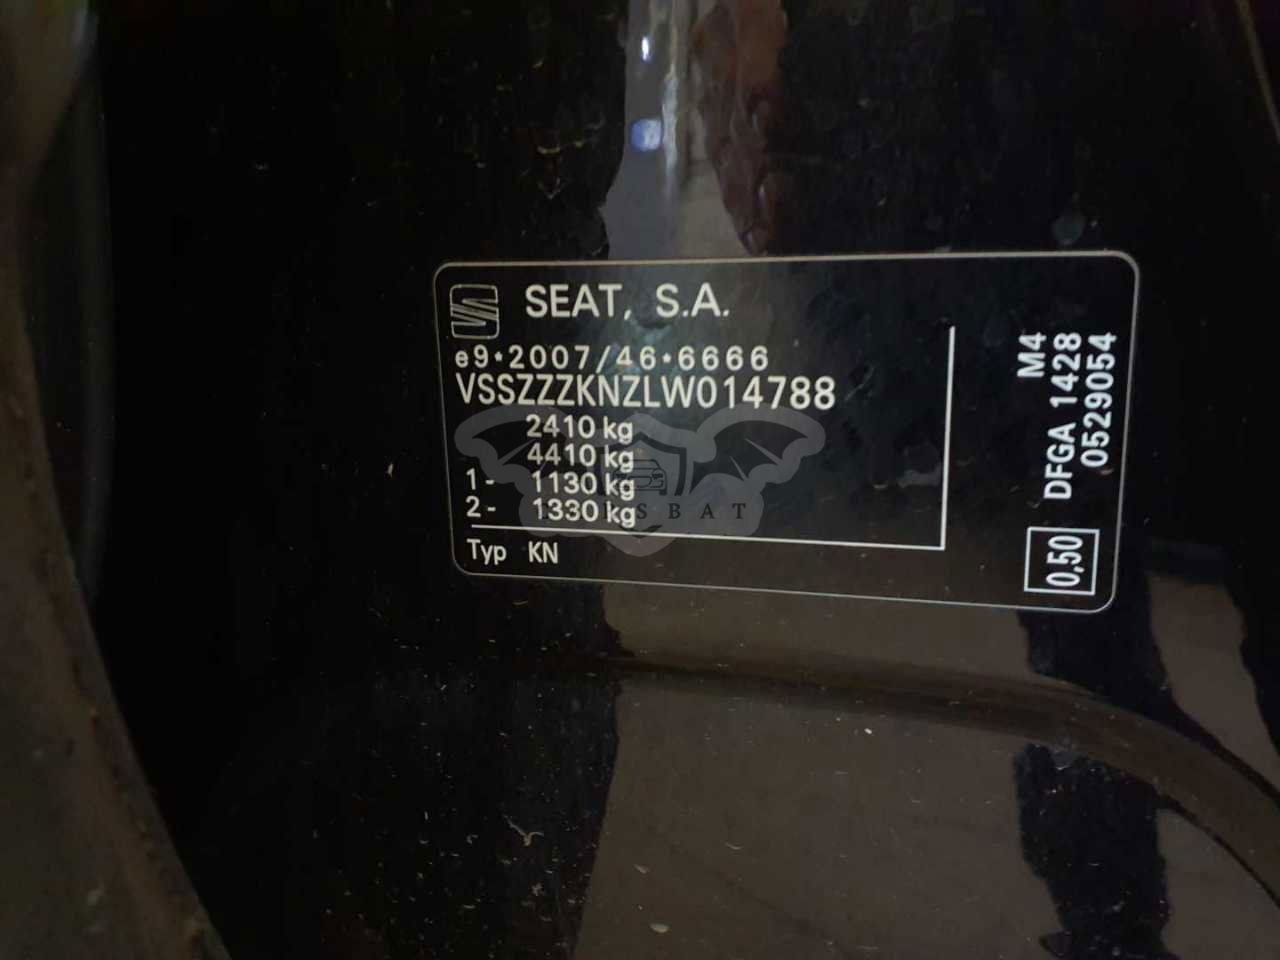 SEAT, S.A.
e9*2007/46*6666
VSSZZZKNZLW014788
2410 kg
4410 kg
1- 1130 kg
2- 1330 kg
Typ KN
M4
DFGA 1428
0529054
0,50